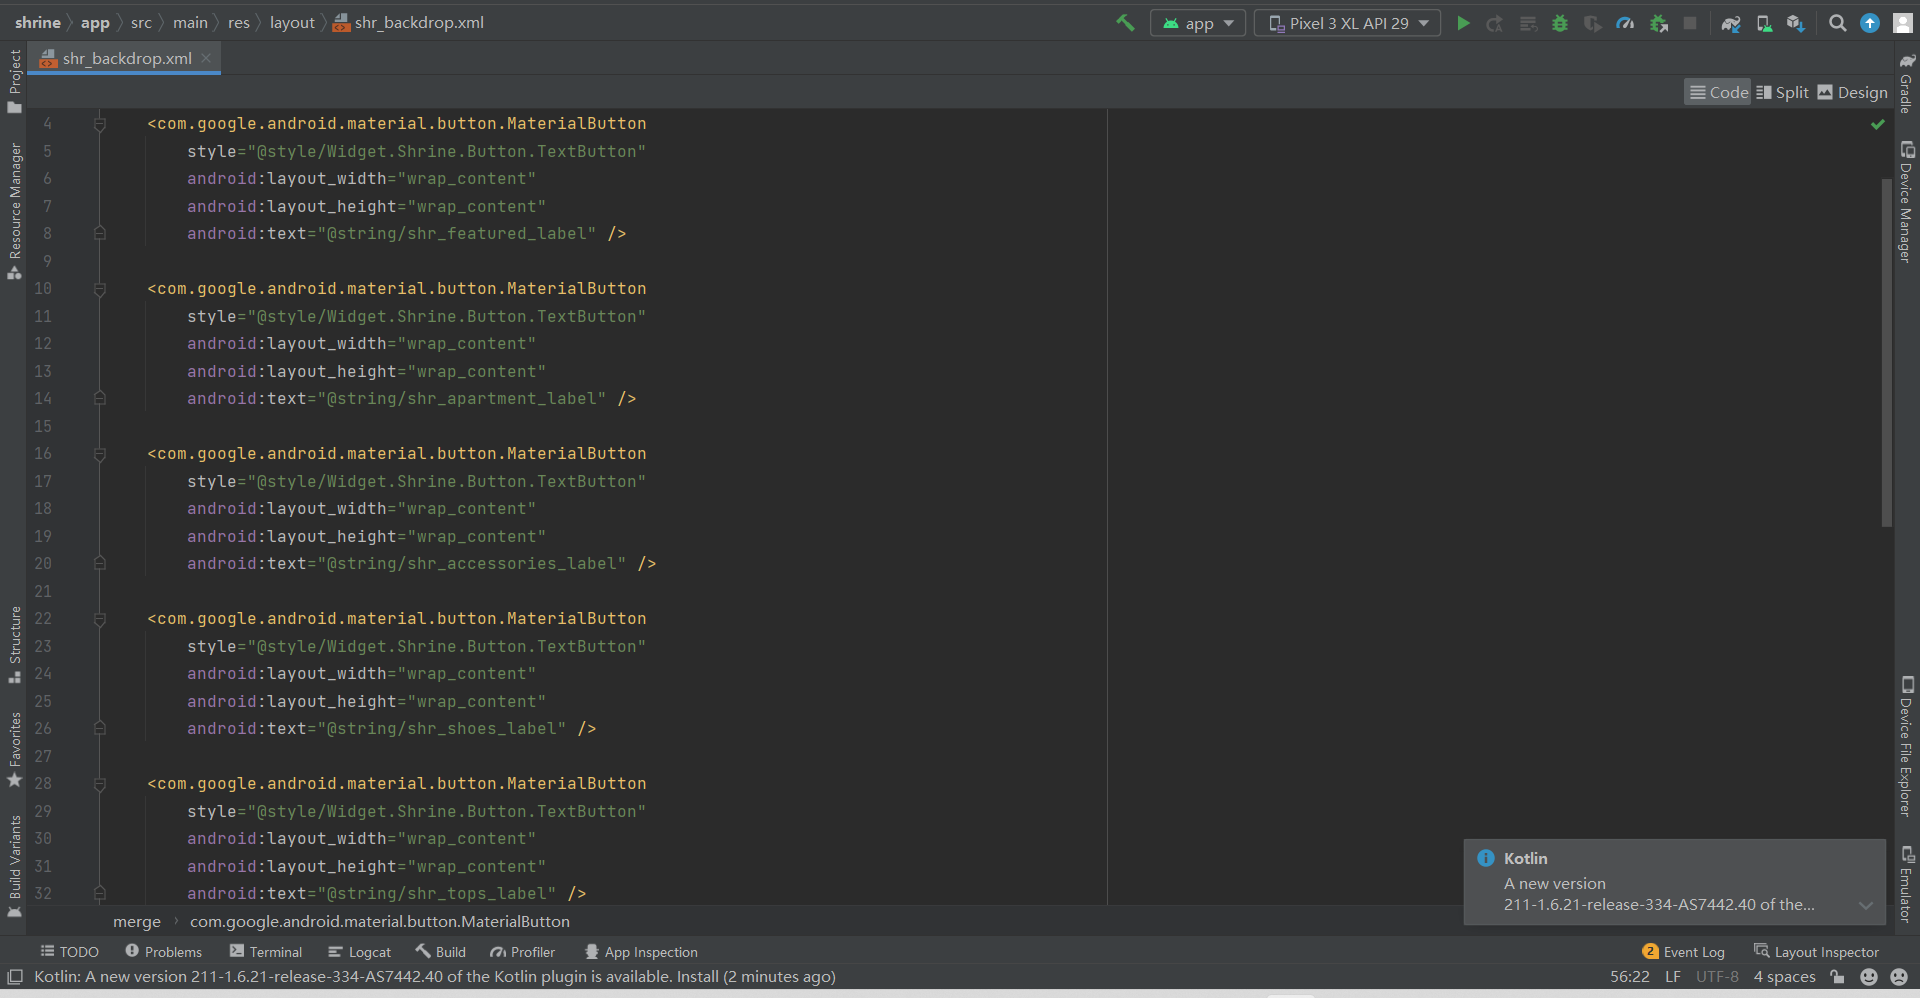 shrine app src main res layout shr_backdrop.xml app Pixel 3 XL API 29
shr_backdrop.xml
Code Split Design
4 <com.google.android.material.button.MaterialButton
5 style="@style/Widget.Shrine.Button.TextButton"
6 android:layout_width="wrap_content"
7 android:layout_height="wrap_content"
8 android:text="@string/shr_featured_label" />
9
10 <com.google.android.material.button.MaterialButton
11 style="@style/Widget.Shrine.Button.TextButton"
12 android:layout_width="wrap_content"
13 android:layout_height="wrap_content"
14 android:text="@string/shr_apartment_label" />
15
16 <com.google.android.material.button.MaterialButton
17 style="@style/Widget.Shrine.Button.TextButton"
18 android:layout_width="wrap_content"
19 android:layout_height="wrap_content"
20 android:text="@string/shr_accessories_label" />
21
22 <com.google.android.material.button.MaterialButton
23 style="@style/Widget.Shrine.Button.TextButton"
24 android:layout_width="wrap_content"
25 android:layout_height="wrap_content"
26 android:text="@string/shr_shoes_label" />
27
28 <com.google.android.material.button.MaterialButton
29 style="@style/Widget.Shrine.Button.TextButton"
30 android:layout_width="wrap_content"
31 android:layout_height="wrap_content"
32 android:text="@string/shr_tops_label" />
merge com.google.android.material.button.MaterialButton
Project
Resource Manager
Structure
Favorites
Build Variants
Gradle
Device Manager
Device File Explorer
Emulator
Kotlin
A new version
211-1.6.21-release-334-AS7442.40 of the...
TODO Problems Terminal Logcat Build Profiler App Inspection 2 Event Log Layout Inspector
Kotlin: A new version 211-1.6.21-release-334-AS7442.40 of the Kotlin plugin is available. Install (2 minutes ago) 56:22 LF UTF-8 4 spaces